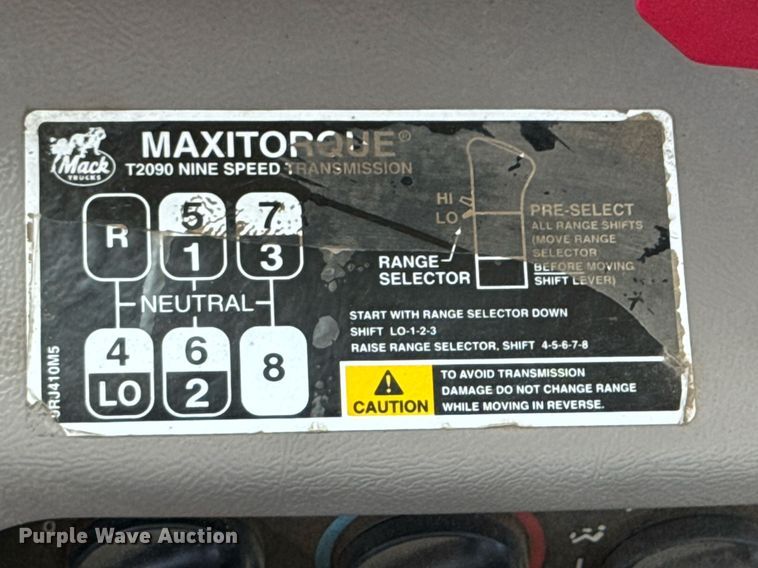 Mack
TRUCKS
MAXITORQUE®
T2090 NINE SPEED TRANSMISSION
R
5
7
1
3
NEUTRAL
4
6
8
LO
2
HI
LO
RANGE
SELECTOR
PRE-SELECT
ALL RANGE SHIFTS
(MOVE RANGE
SELECTOR
BEFORE MOVING
SHIFT LEVER)
START WITH RANGE SELECTOR DOWN
SHIFT LO-1-2-3
RAISE RANGE SELECTOR, SHIFT 4-5-6-7-8
CAUTION
TO AVOID TRANSMISSION
DAMAGE DO NOT CHANGE RANGE
WHILE MOVING IN REVERSE.
Purple Wave Auction